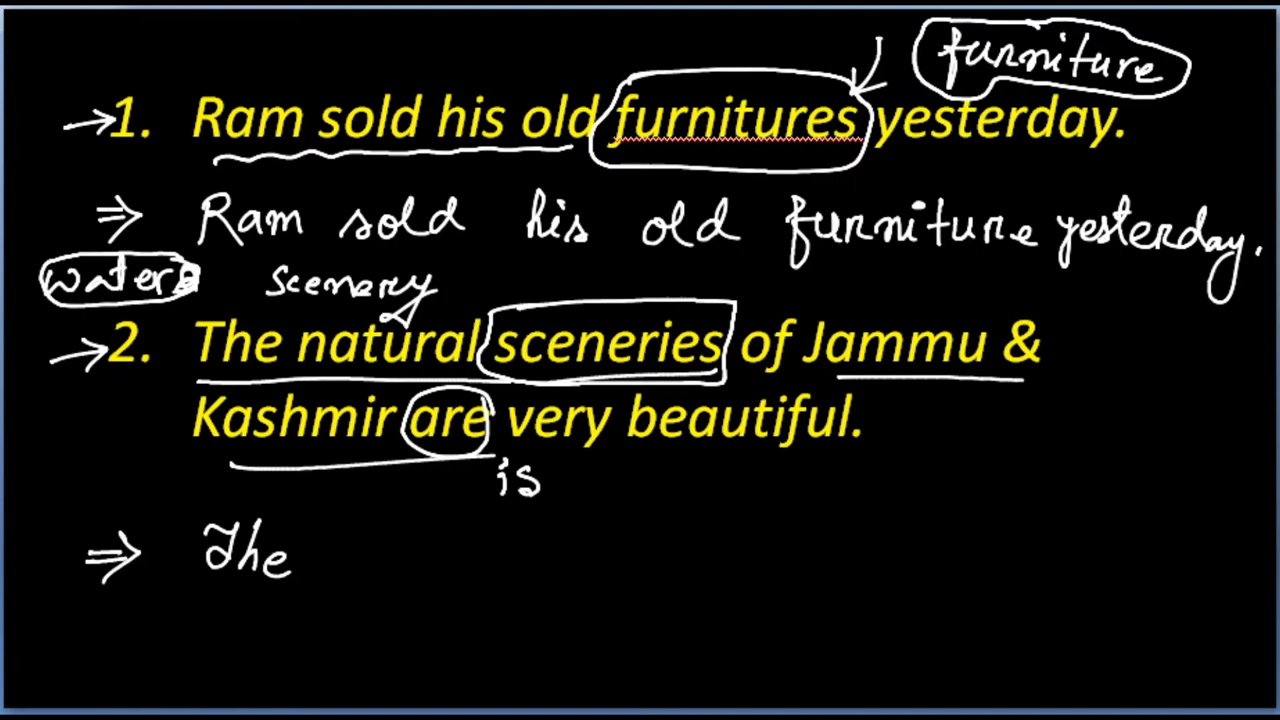 furniture
1. Ram sold his old furnitures yesterday.
⇒ Ram sold his old furniture yesterday.
waters scenery
2. The natural sceneries of Jammu &
Kashmir are very beautiful.
is
⇒ The